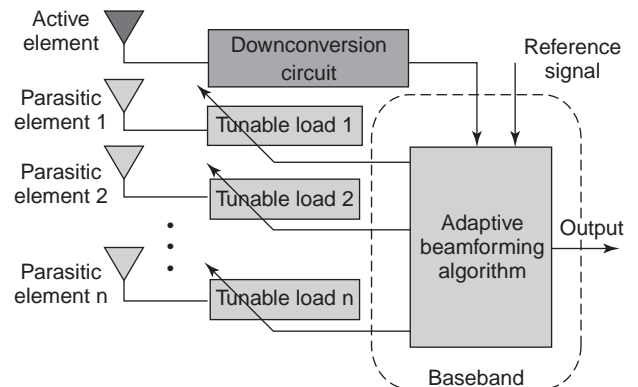 Active
element
Downconversion
circuit
Reference
signal
Parasitic
element 1
Tunable load 1
Parasitic
element 2
Tunable load 2
Adaptive
beamforming
algorithm
Output
Parasitic
element n
Tunable load n
Baseband